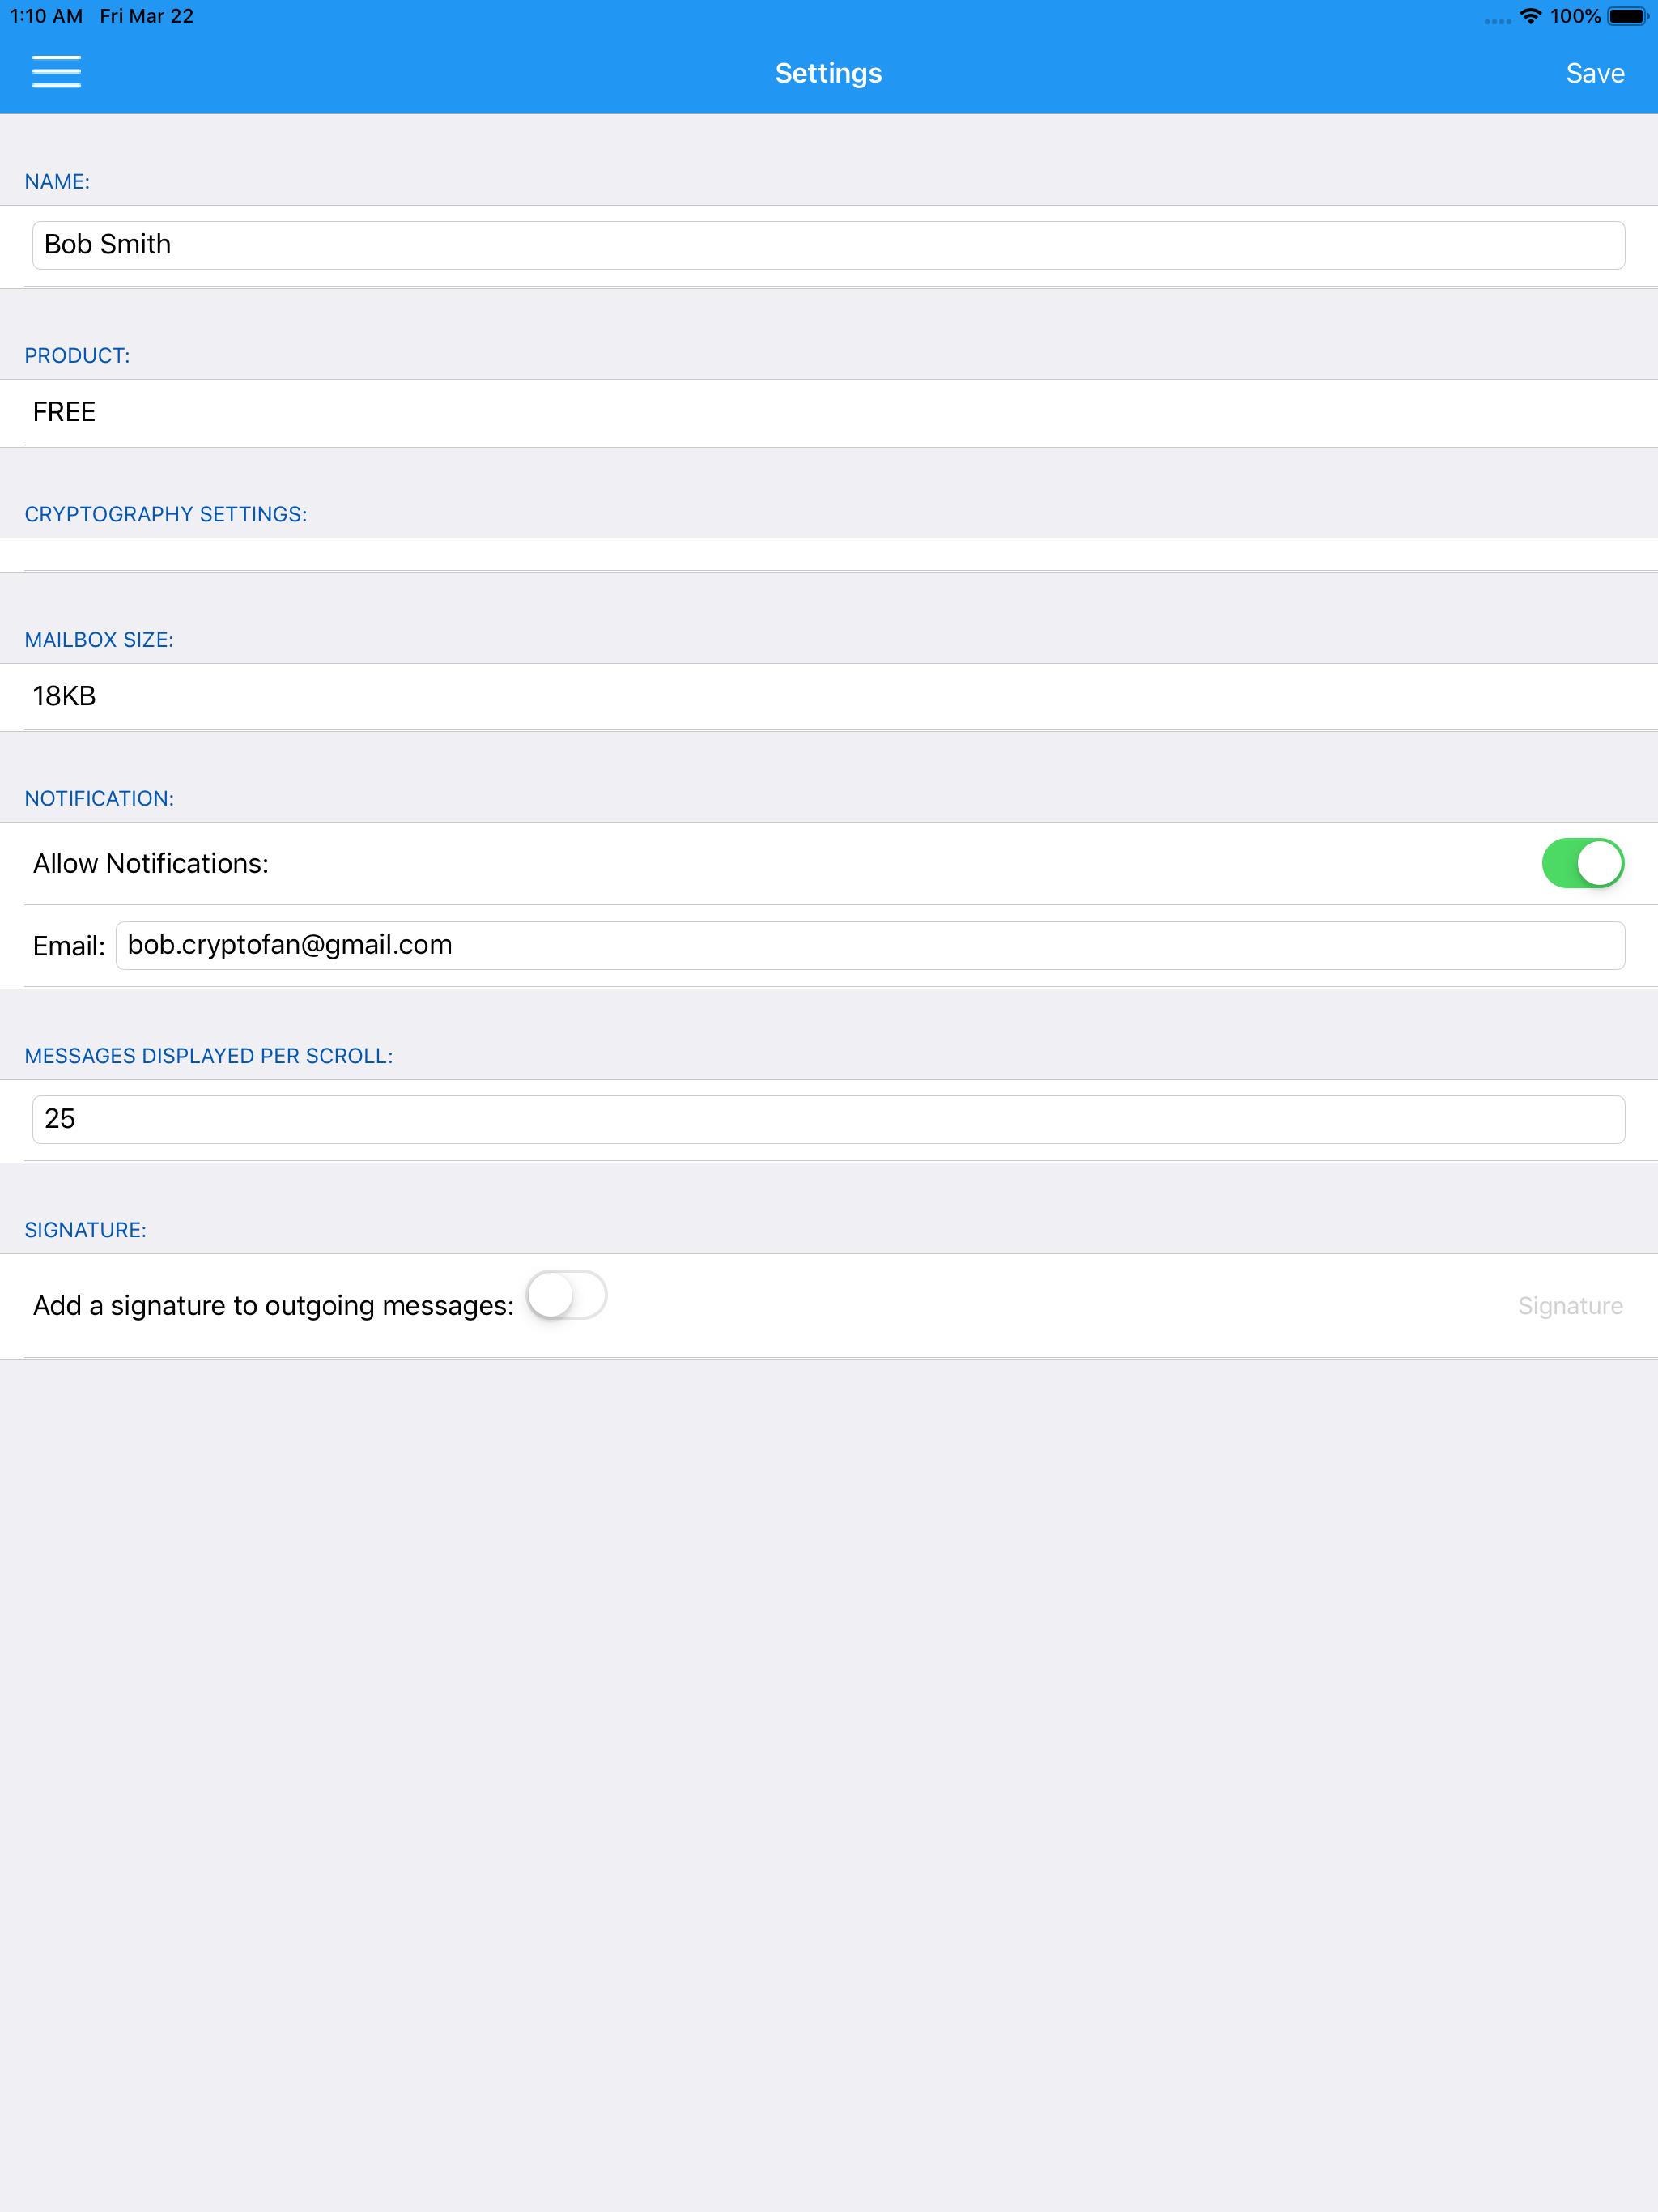 1:10 AM Fri Mar 22 100%
Settings Save
NAME:
Bob Smith
PRODUCT:
FREE
CRYPTOGRAPHY SETTINGS:
MAILBOX SIZE:
18KB
NOTIFICATION:
Allow Notifications:
Email: bob.cryptofan@gmail.com
MESSAGES DISPLAYED PER SCROLL:
25
SIGNATURE:
Add a signature to outgoing messages: Signature